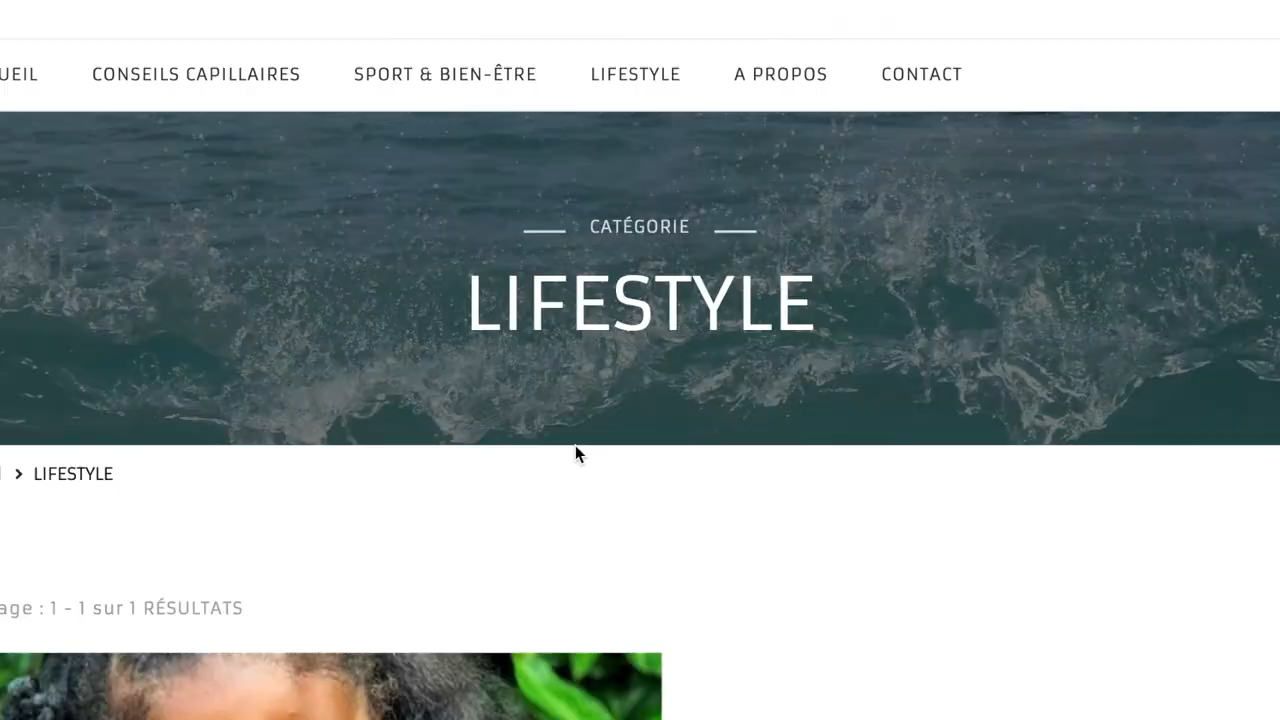 UEIL CONSEILS CAPILLAIRES SPORT & BIEN-ÊTRE LIFESTYLE A PROPOS CONTACT
CATÉGORIE
LIFESTYLE
LIFESTYLE
age : 1 - 1 sur 1 RÉSULTATS